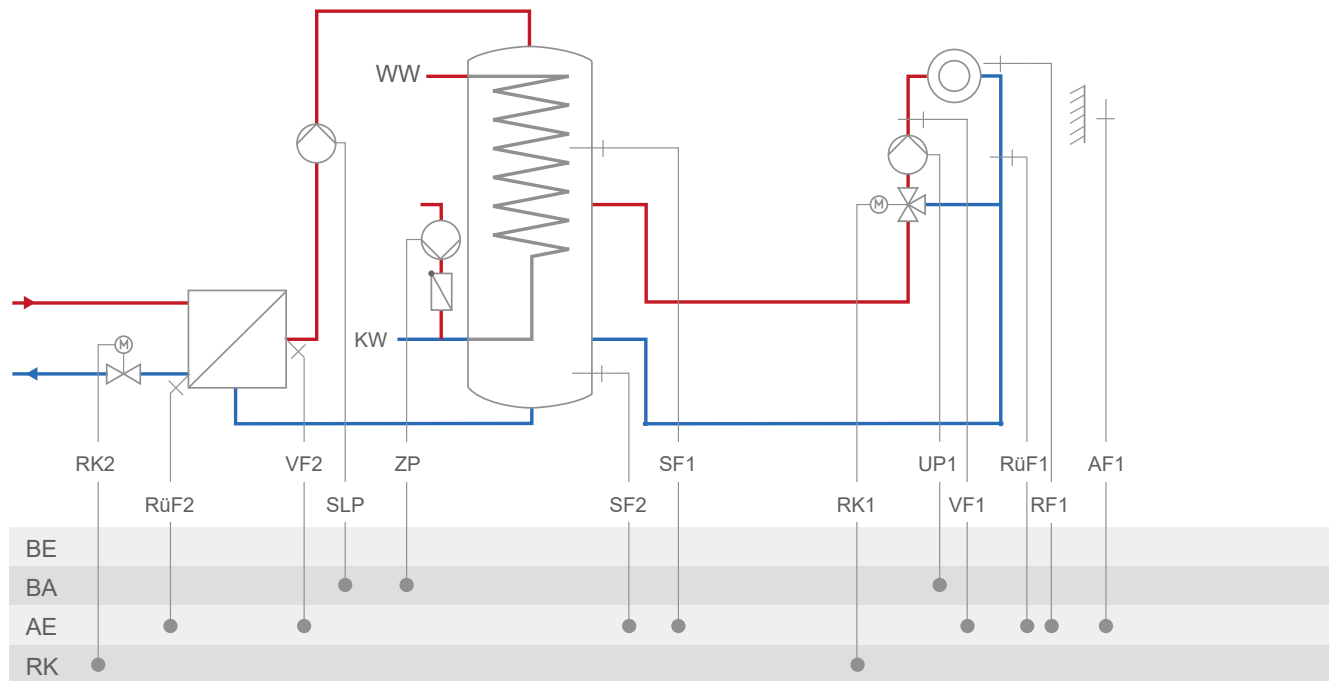 WW
M
KW
M
RK2 VF2 ZP SF1 UP1 RüF1 AF1
RüF2 SLP SF2 RK1 VF1 RF1
BE
BA
AE
RK